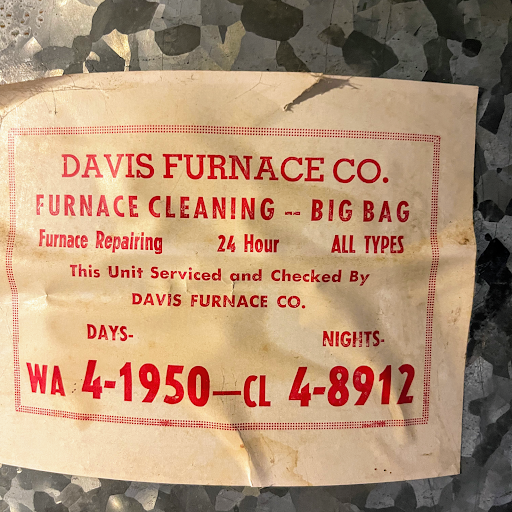 DAVIS FURNACE CO.
FURNACE CLEANING -- BIG BAG
Furnace Repairing 24 Hour ALL TYPES
This Unit Serviced and Checked By
DAVIS FURNACE CO.
DAYS- NIGHTS-
WA 4-1950—CL 4-8912